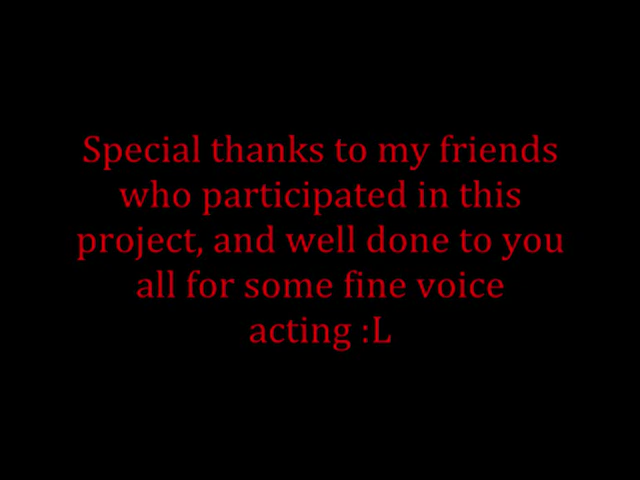 Special thanks to my friends
who participated in this
project, and well done to you
all for some fine voice
acting :L